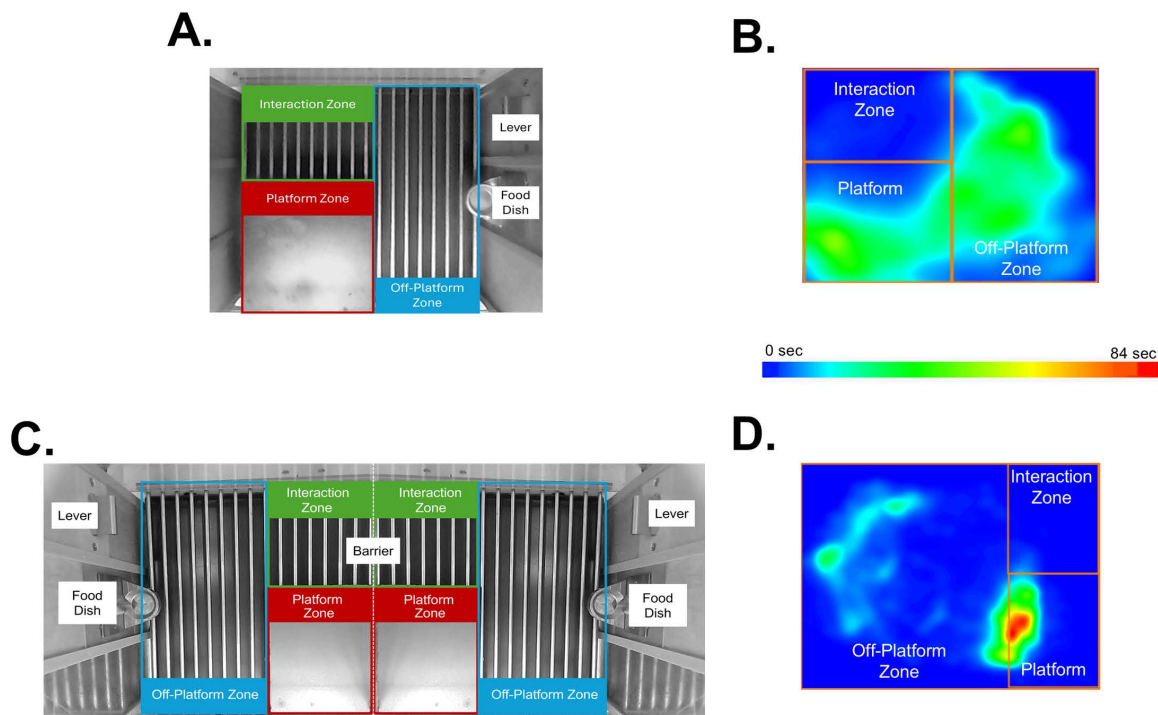 A.
Interaction Zone
Lever
Platform Zone
Food
Dish
Off-Platform
Zone
B.
Interaction
Zone
Platform
Off-Platform
Zone
0 sec
84 sec
C.
Interaction
Zone
Interaction
Zone
Lever
Lever
Barrier
Food
Dish
Platform
Zone
Platform
Zone
Food
Dish
Off-Platform Zone
Off-Platform Zone
D.
Interaction
Zone
Off-Platform
Zone
Platform